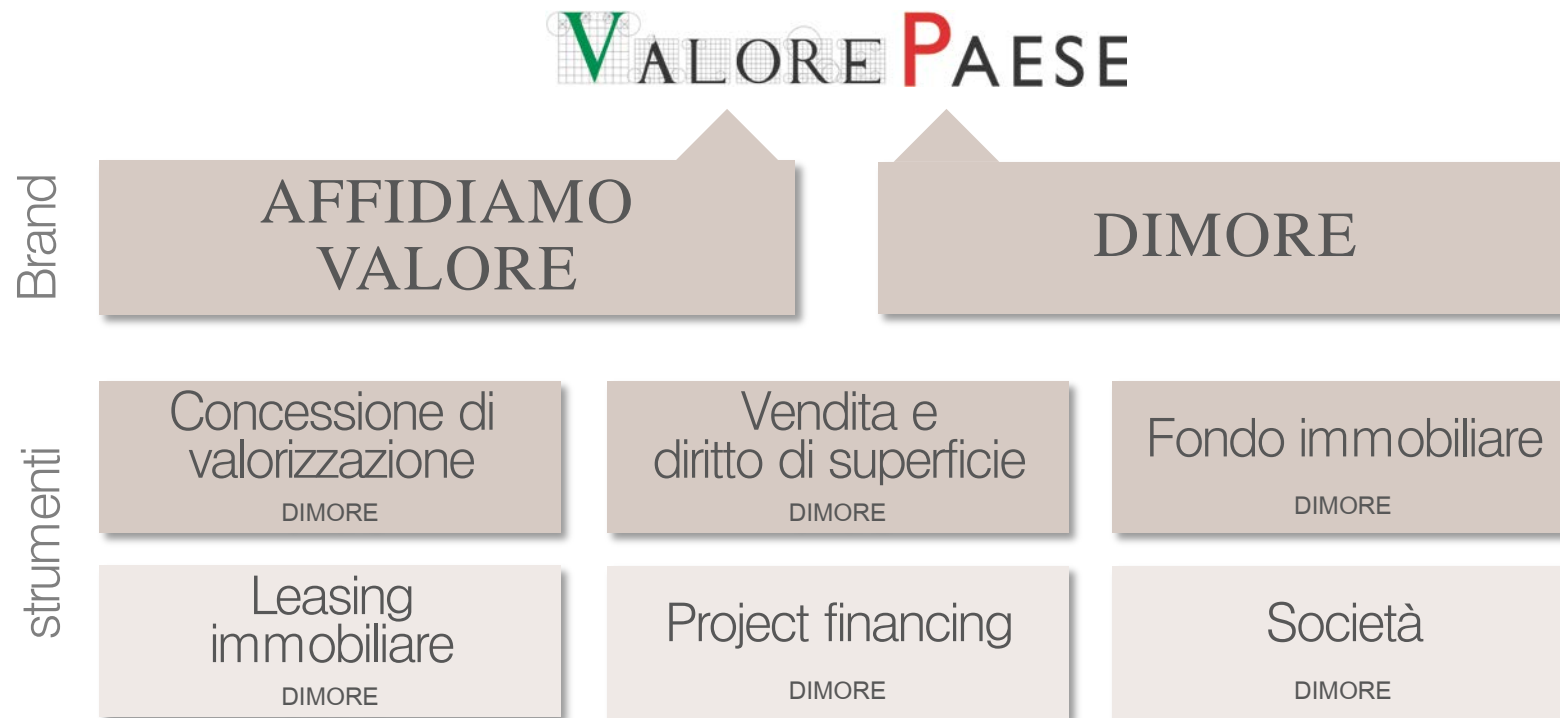 VALORE PAESE
Brand
AFFIDIAMO
VALORE
DIMORE
strumenti
Concessione di
valorizzazione
DIMORE
Vendita e
diritto di superficie
DIMORE
Fondo immobiliare
DIMORE
Leasing
immobiliare
DIMORE
Project financing
DIMORE
Società
DIMORE